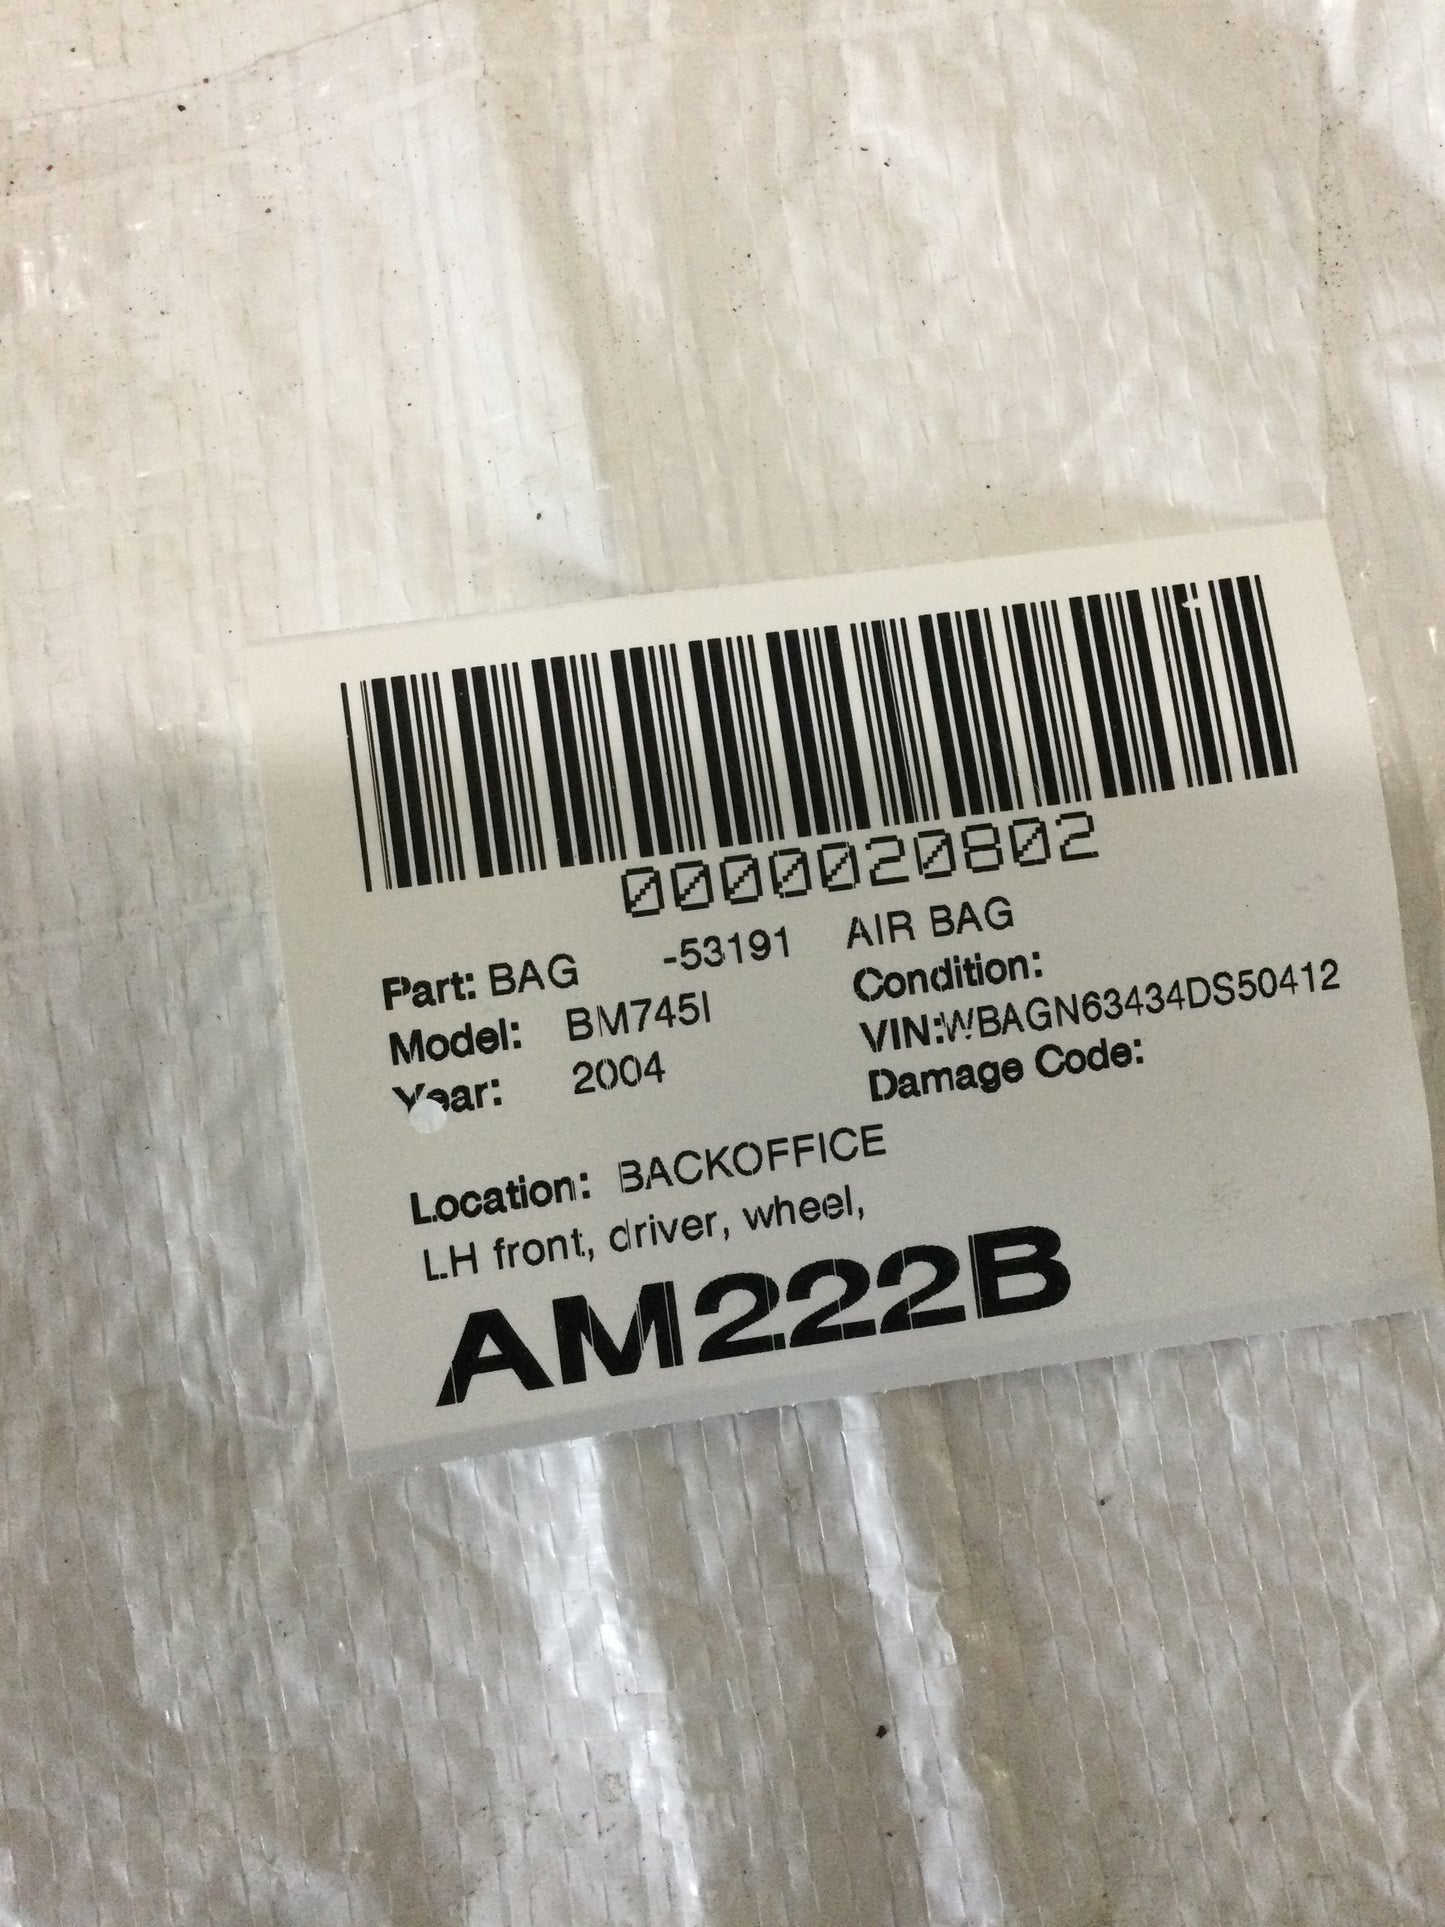 0000020802
Part: BAG -53191 AIR BAG
Model: BM745I Condition:
Year: 2004 VIN:WBAGN63434DS50412
Damage Code:
Location: BACKOFFICE
LH front, driver, wheel,
AM222B